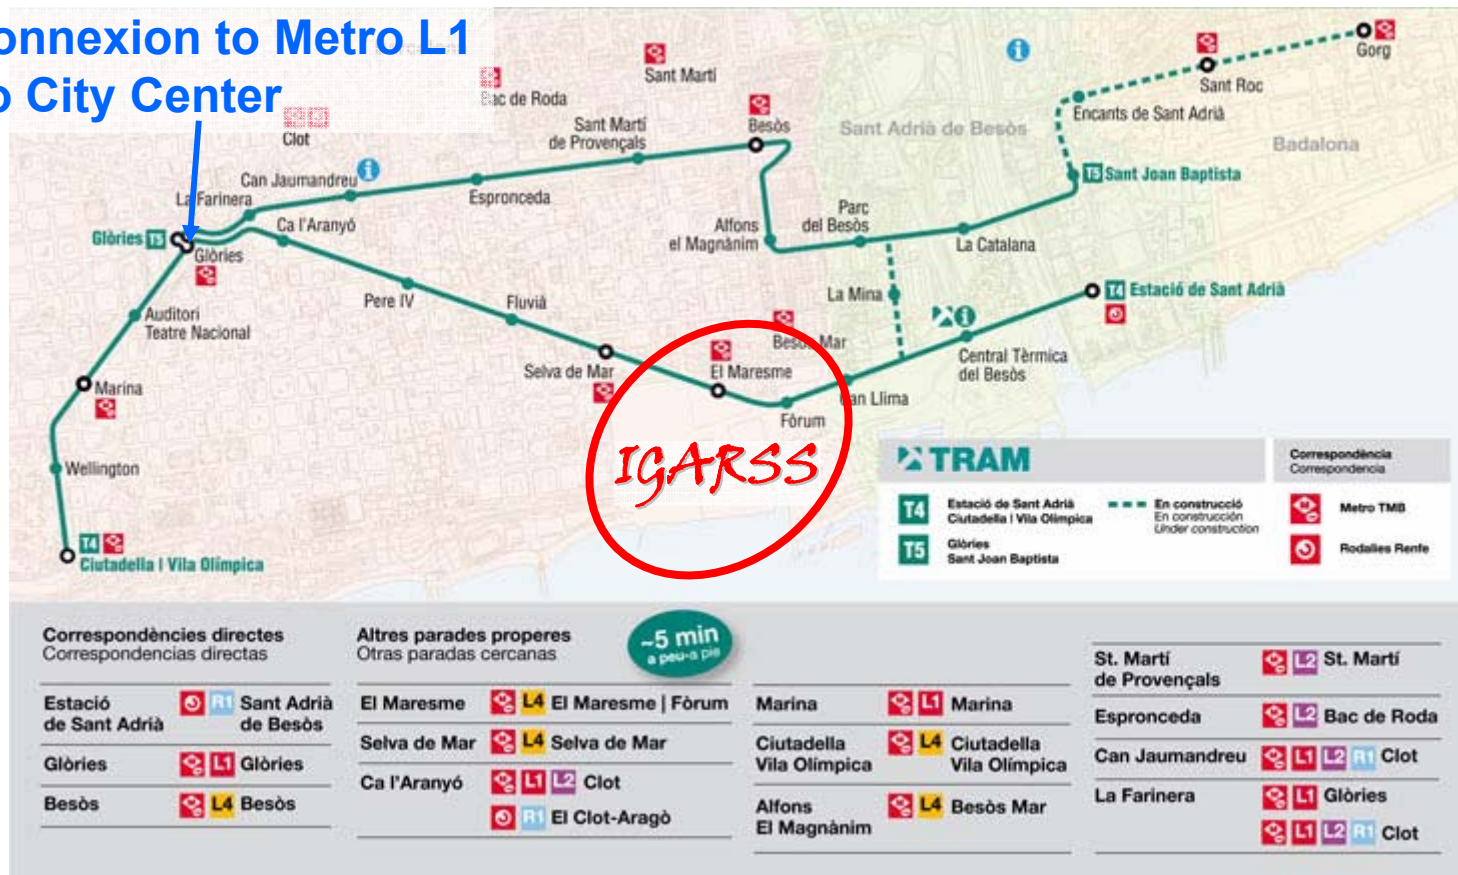 onnexion to Metro L1
o City Center
Sant Martí
Bac de Roda
Clot
Sant Martí
de Provençals
Besòs
Sant Adrià de Besòs
Gorg
Sant Roc
Encants de Sant Adrià
Badalona
Can Jaumandreu
Espronceda
La Farinera
T5 Sant Joan Baptista
Glòries T5
Glòries
Ca l'Aranyó
Alfons
el Magnànim
Parc
del Besòs
La Catalana
Pere IV
Fluvià
La Mina
T4 Estació de Sant Adrià
Auditori
Teatre Nacional
Besòs Mar
Selva de Mar
El Maresme
Central Tèrmica
del Besòs
Marina
Can Llima
Fòrum
IGARSS
Wellington
T4
Ciutadella | Vila Olímpica
TRAM
Correspondència
Correspondencia
T4 Estació de Sant Adrià
Ciutadella | Vila Olímpica
En construcció
En construcción
Under construction
T5 Glòries
Sant Joan Baptista
Metro TMB
Rodalies Renfe
Correspondències directes
Correspondencias directas
Estació
de Sant Adrià
R1 Sant Adrià
de Besòs
Glòries L1 Glòries
Besòs L4 Besòs
Altres parades properes
Otras paradas cercanas
~5 min
a peu-a pie
El Maresme L4 El Maresme | Fòrum
Selva de Mar L4 Selva de Mar
Ca l'Aranyó L1 L2 Clot
R1 El Clot-Aragò
Marina L1 Marina
Ciutadella
Vila Olímpica
L4 Ciutadella
Vila Olímpica
Alfons
El Magnànim
L4 Besòs Mar
St. Martí
de Provençals
L2 St. Martí
Espronceda L2 Bac de Roda
Can Jaumandreu L1 L2 R1 Clot
La Farinera L1 Glòries
L1 L2 R1 Clot